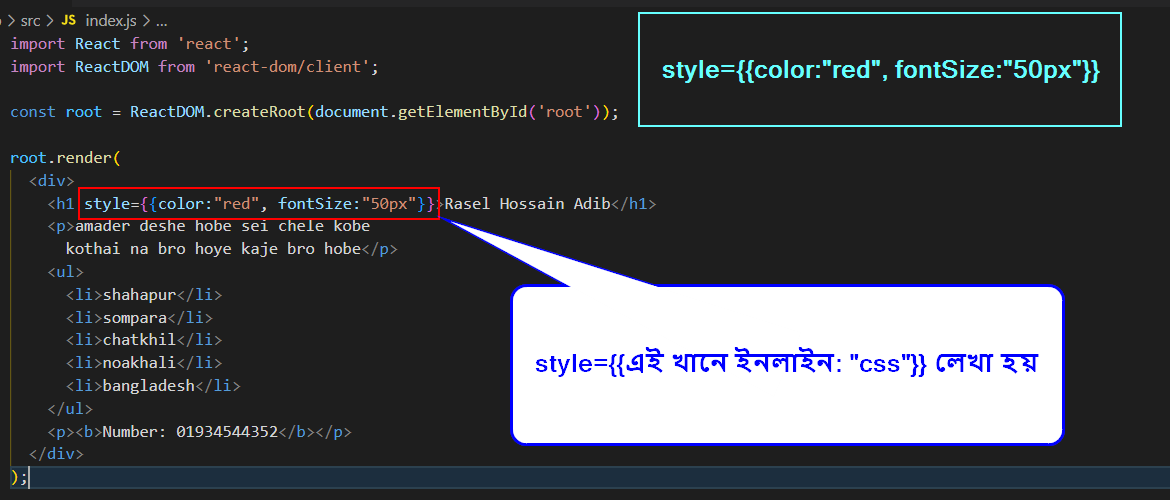 > src > JS index.js > ...
import React from 'react';
import ReactDOM from 'react-dom/client';
style={{color:"red", fontSize:"50px"}}
const root = ReactDOM.createRoot(document.getElementById('root'));
root.render(
<div>
<h1 style={{color:"red", fontSize:"50px"}}>Rasel Hossain Adib</h1>
<p>amader deshe hobe sei chele kobe
kothai na bro hoye kaje bro hobe</p>
<ul>
<li>shahapur</li>
<li>sompara</li>
<li>chatkhil</li>
<li>noakhali</li>
<li>bangladesh</li>
</ul>
<p><b>Number: 01934544352</b></p>
</div>
);
style={{এই খানে ইনলাইন: "css"}} লেখা হয়